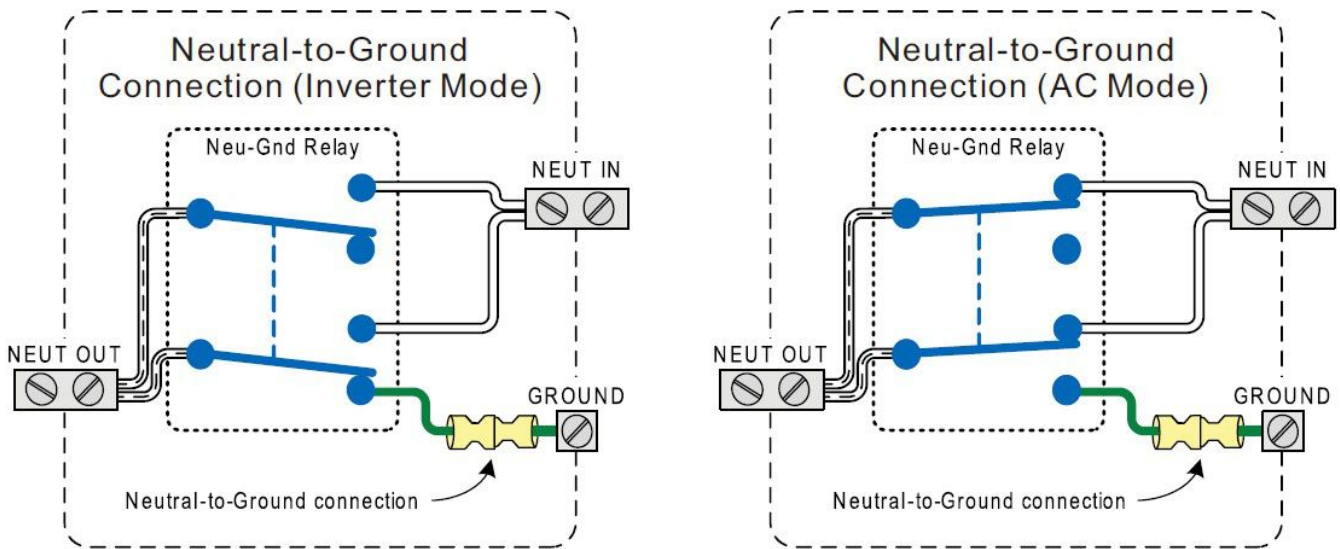 Neutral-to-Ground
Connection (Inverter Mode)
Neu-Gnd Relay
NEUT IN
NEUT OUT
GROUND
Neutral-to-Ground connection
Neutral-to-Ground
Connection (AC Mode)
Neu-Gnd Relay
NEUT IN
NEUT OUT
GROUND
Neutral-to-Ground connection